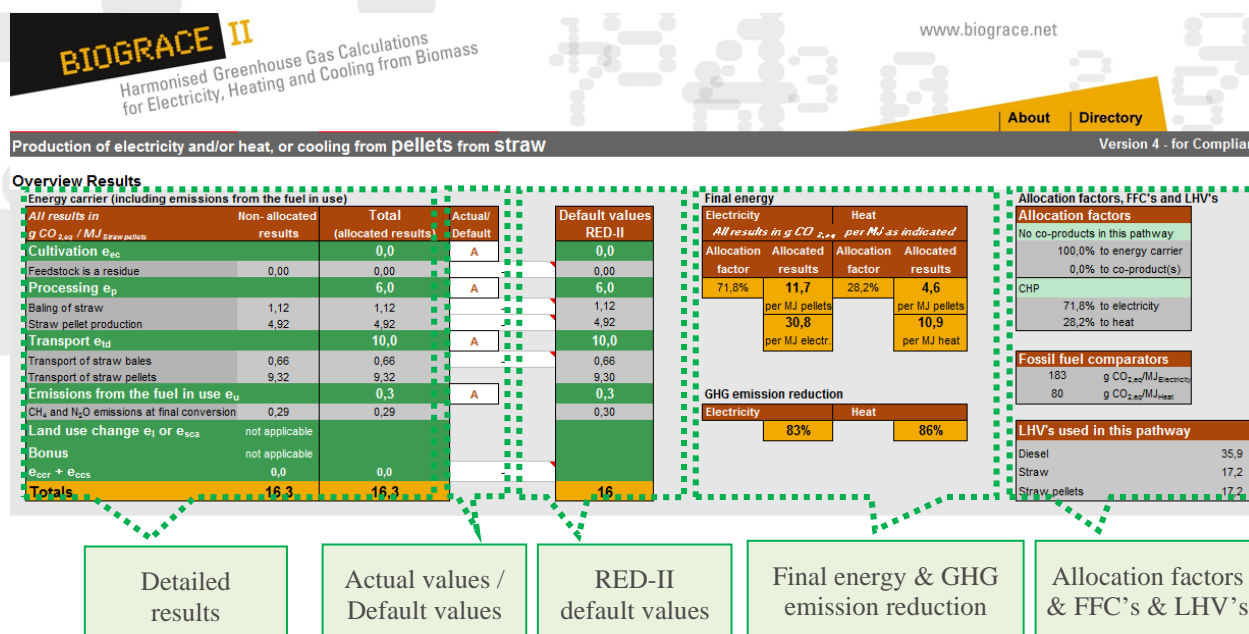 BIOGRACE II
Harmonised Greenhouse Gas Calculations
for Electricity, Heating and Cooling from Biomass
www.biograce.net
About | Directory
Production of electricity and/or heat, or cooling from pellets from straw
Version 4 - for Complian
Overview Results
Energy carrier (including emissions from the fuel in use)
All results in Non- allocated Total Actual/ Default values
g CO 2,eq / MJ Straw pellets results (allocated results) Default RED-II
Cultivation eec 0,0 A 0,0
Feedstock is a residue 0,00 0,00 - 0,00
Processing ep 6,0 A 6,0
Baling of straw 1,12 1,12 - 1,12
Straw pellet production 4,92 4,92 - 4,92
Transport etd 10,0 A 10,0
Transport of straw bales 0,66 0,66 - 0,66
Transport of straw pellets 9,32 9,32 9,30
Emissions from the fuel in use eu 0,3 A 0,3
CH4 and N2O emissions at final conversion 0,29 0,29 0,30
Land use change el or esca not applicable
Bonus not applicable
eccr + eccs 0,0 0,0 -
Totals 16,3 16,3 16
Final energy
Electricity Heat
All results in g CO 2,eq per MJ as indicated
Allocation Allocated Allocation Allocated
factor results factor results
71,8% 11,7 28,2% 4,6
per MJ pellets per MJ pellets
30,8 10,9
per MJ electr. per MJ heat
GHG emission reduction
Electricity Heat
83% 86%
Allocation factors, FFC's and LHV's
Allocation factors
No co-products in this pathway
100,0% to energy carrier
0,0% to co-product(s)
CHP
71,8% to electricity
28,2% to heat
Fossil fuel comparators
183 g CO2,eq/MJElectricity
80 g CO2,eq/MJHeat
LHV's used in this pathway
Diesel 35,9
Straw 17,2
Straw pellets 17,2
Detailed
results
Actual values /
Default values
RED-II
default values
Final energy & GHG
emission reduction
Allocation factors
& FFC's & LHV's